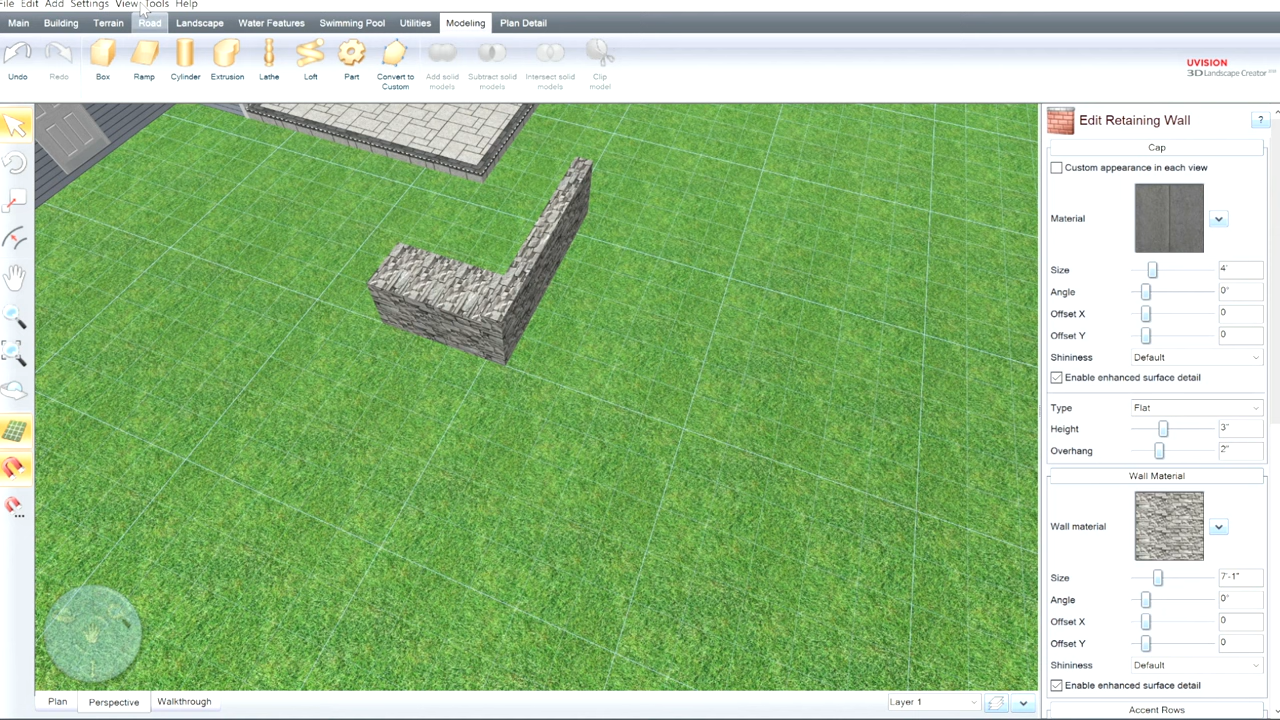 File Edit Add Settings View Tools Help
Main Building Terrain Road Landscape Water Features Swimming Pool Utilities Modeling Plan Detail
Undo Redo Box Ramp Cylinder Extrusion Lathe Loft Part Convert to Custom Add solid models Subtract solid models Intersect solid models Clip model
UVISION
3D Landscape Creator
Edit Retaining Wall ?
Cap
Custom appearance in each view
Material
Size 4'
Angle 0°
Offset X 0
Offset Y 0
Shininess Default
Enable enhanced surface detail
Type Flat
Height 3"
Overhang 2"
Wall Material
Wall material
Size 7'-1"
Angle 0°
Offset X 0
Offset Y 0
Shininess Default
Enable enhanced surface detail
Accent Rows
Plan Perspective Walkthrough Layer 1